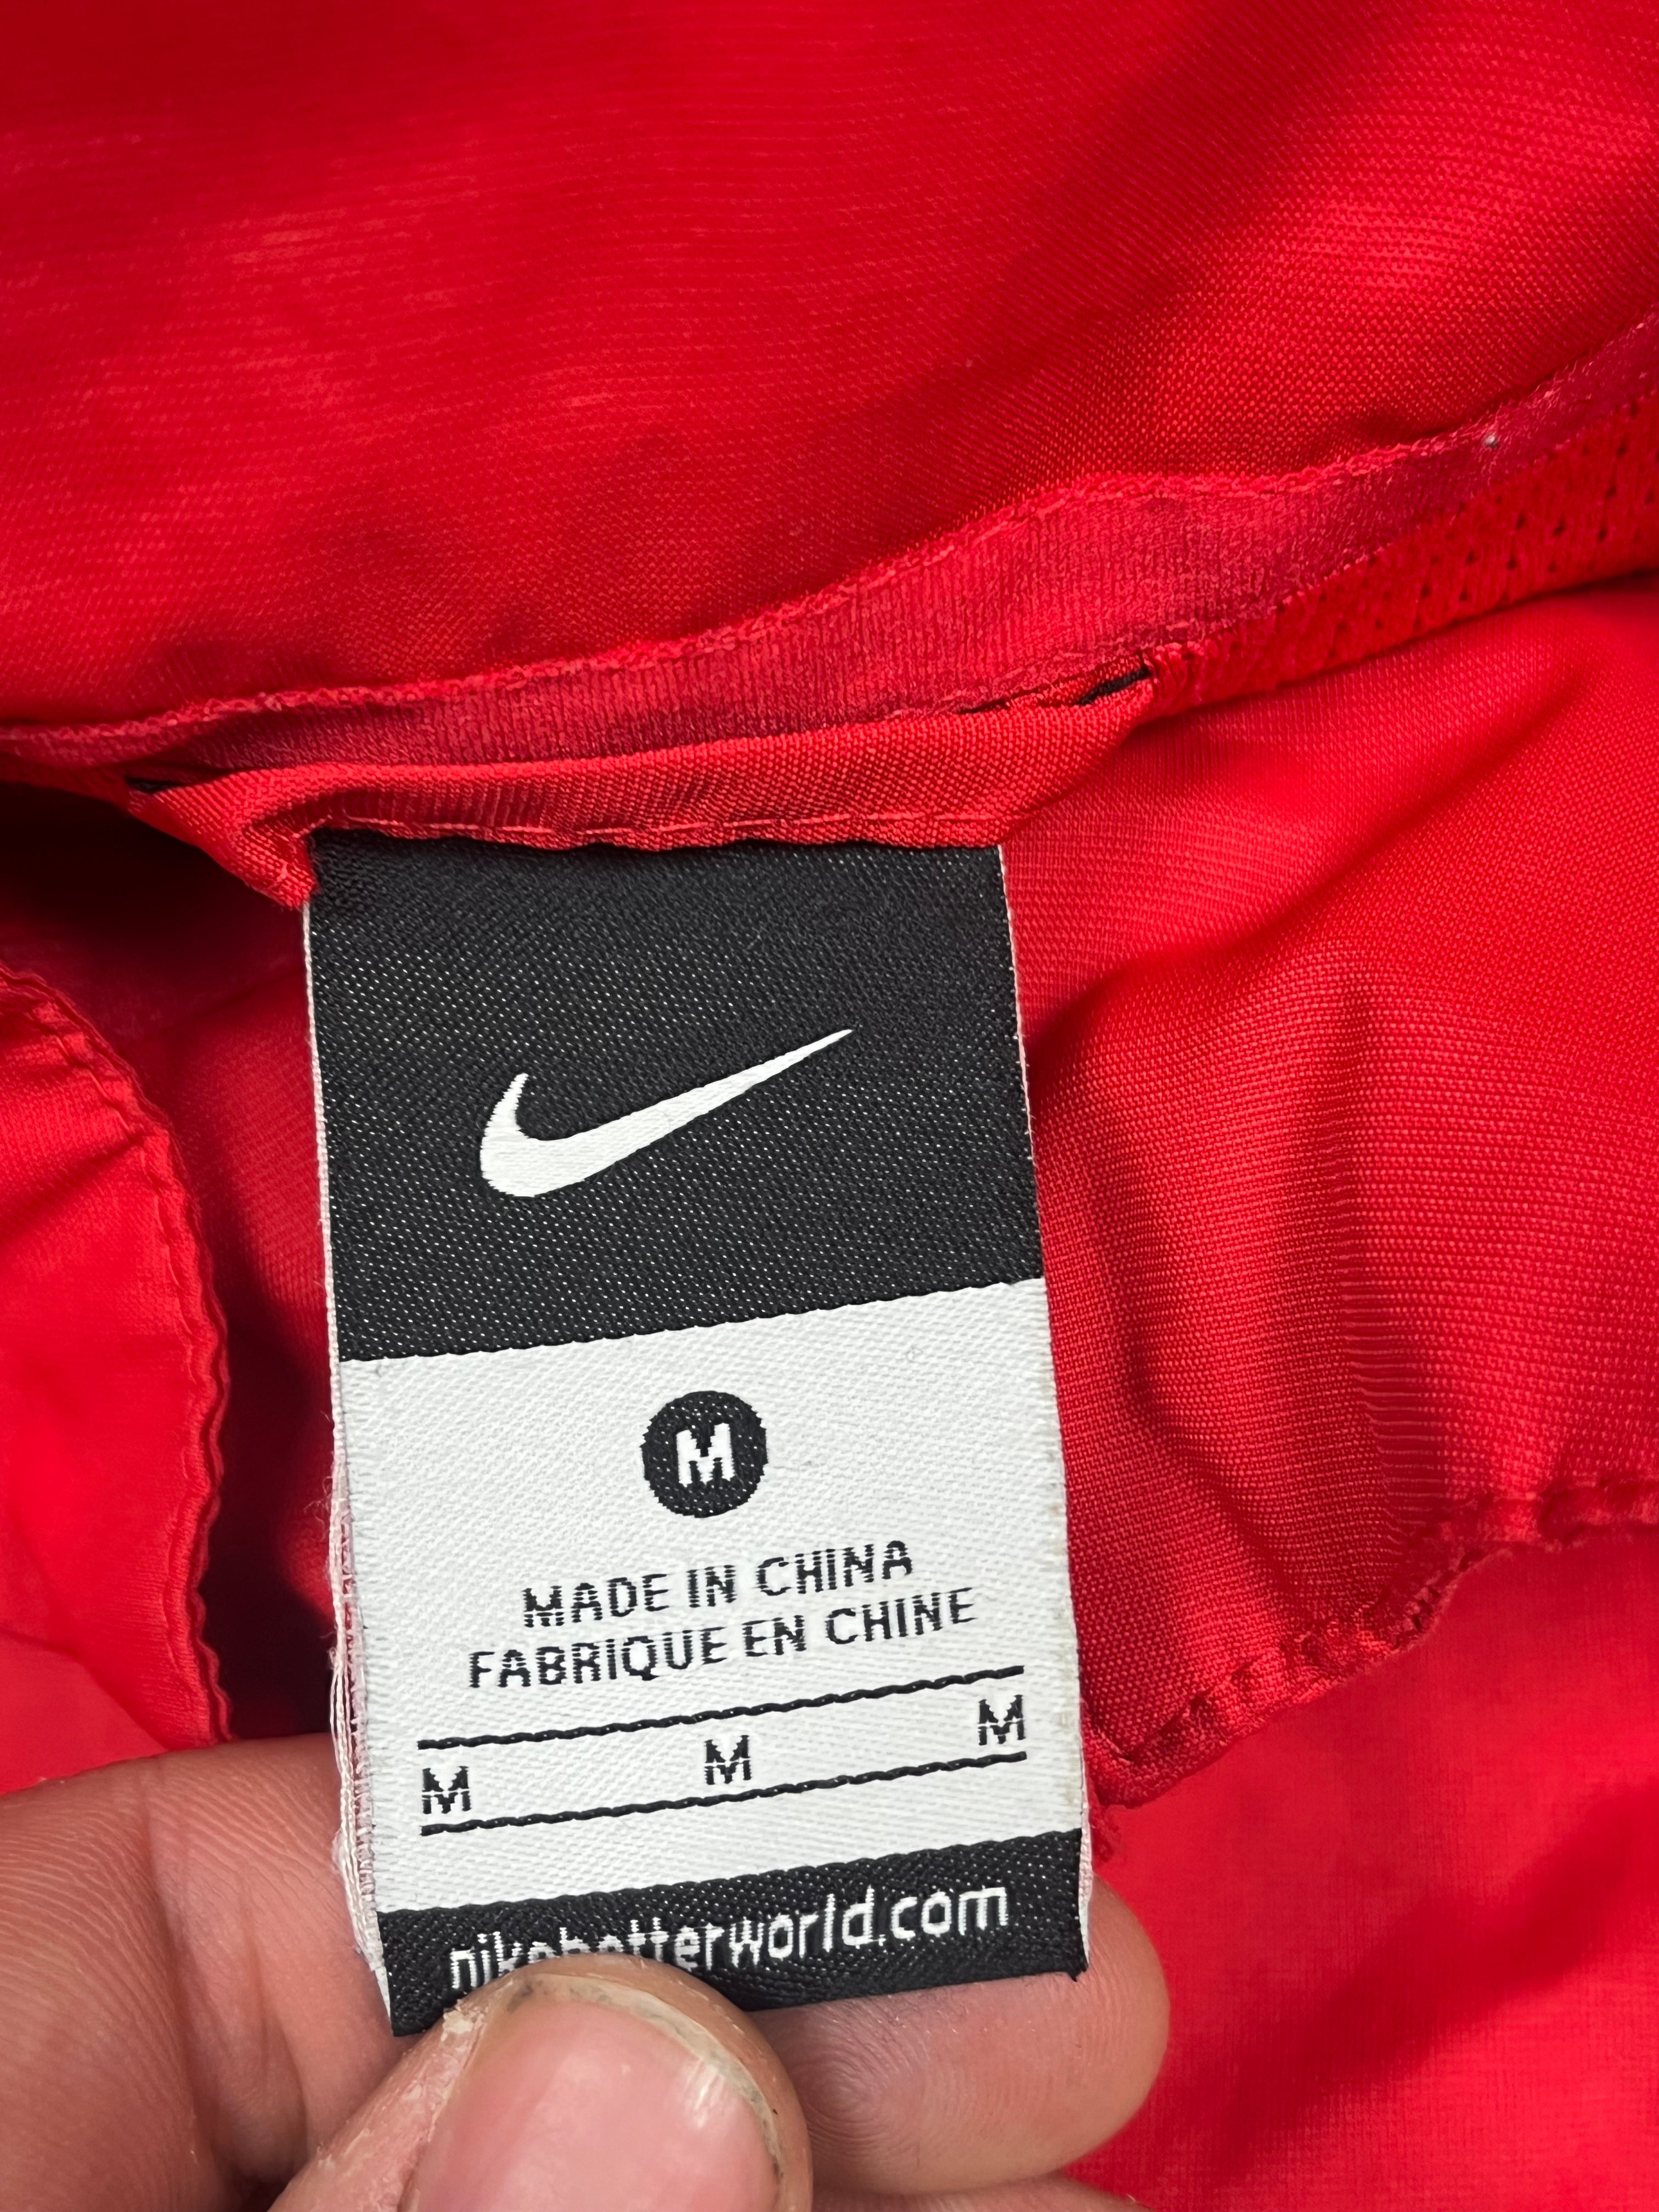 M
MADE IN CHINA
FABRIQUE EN CHINE
M M M
nikebetterworld.com